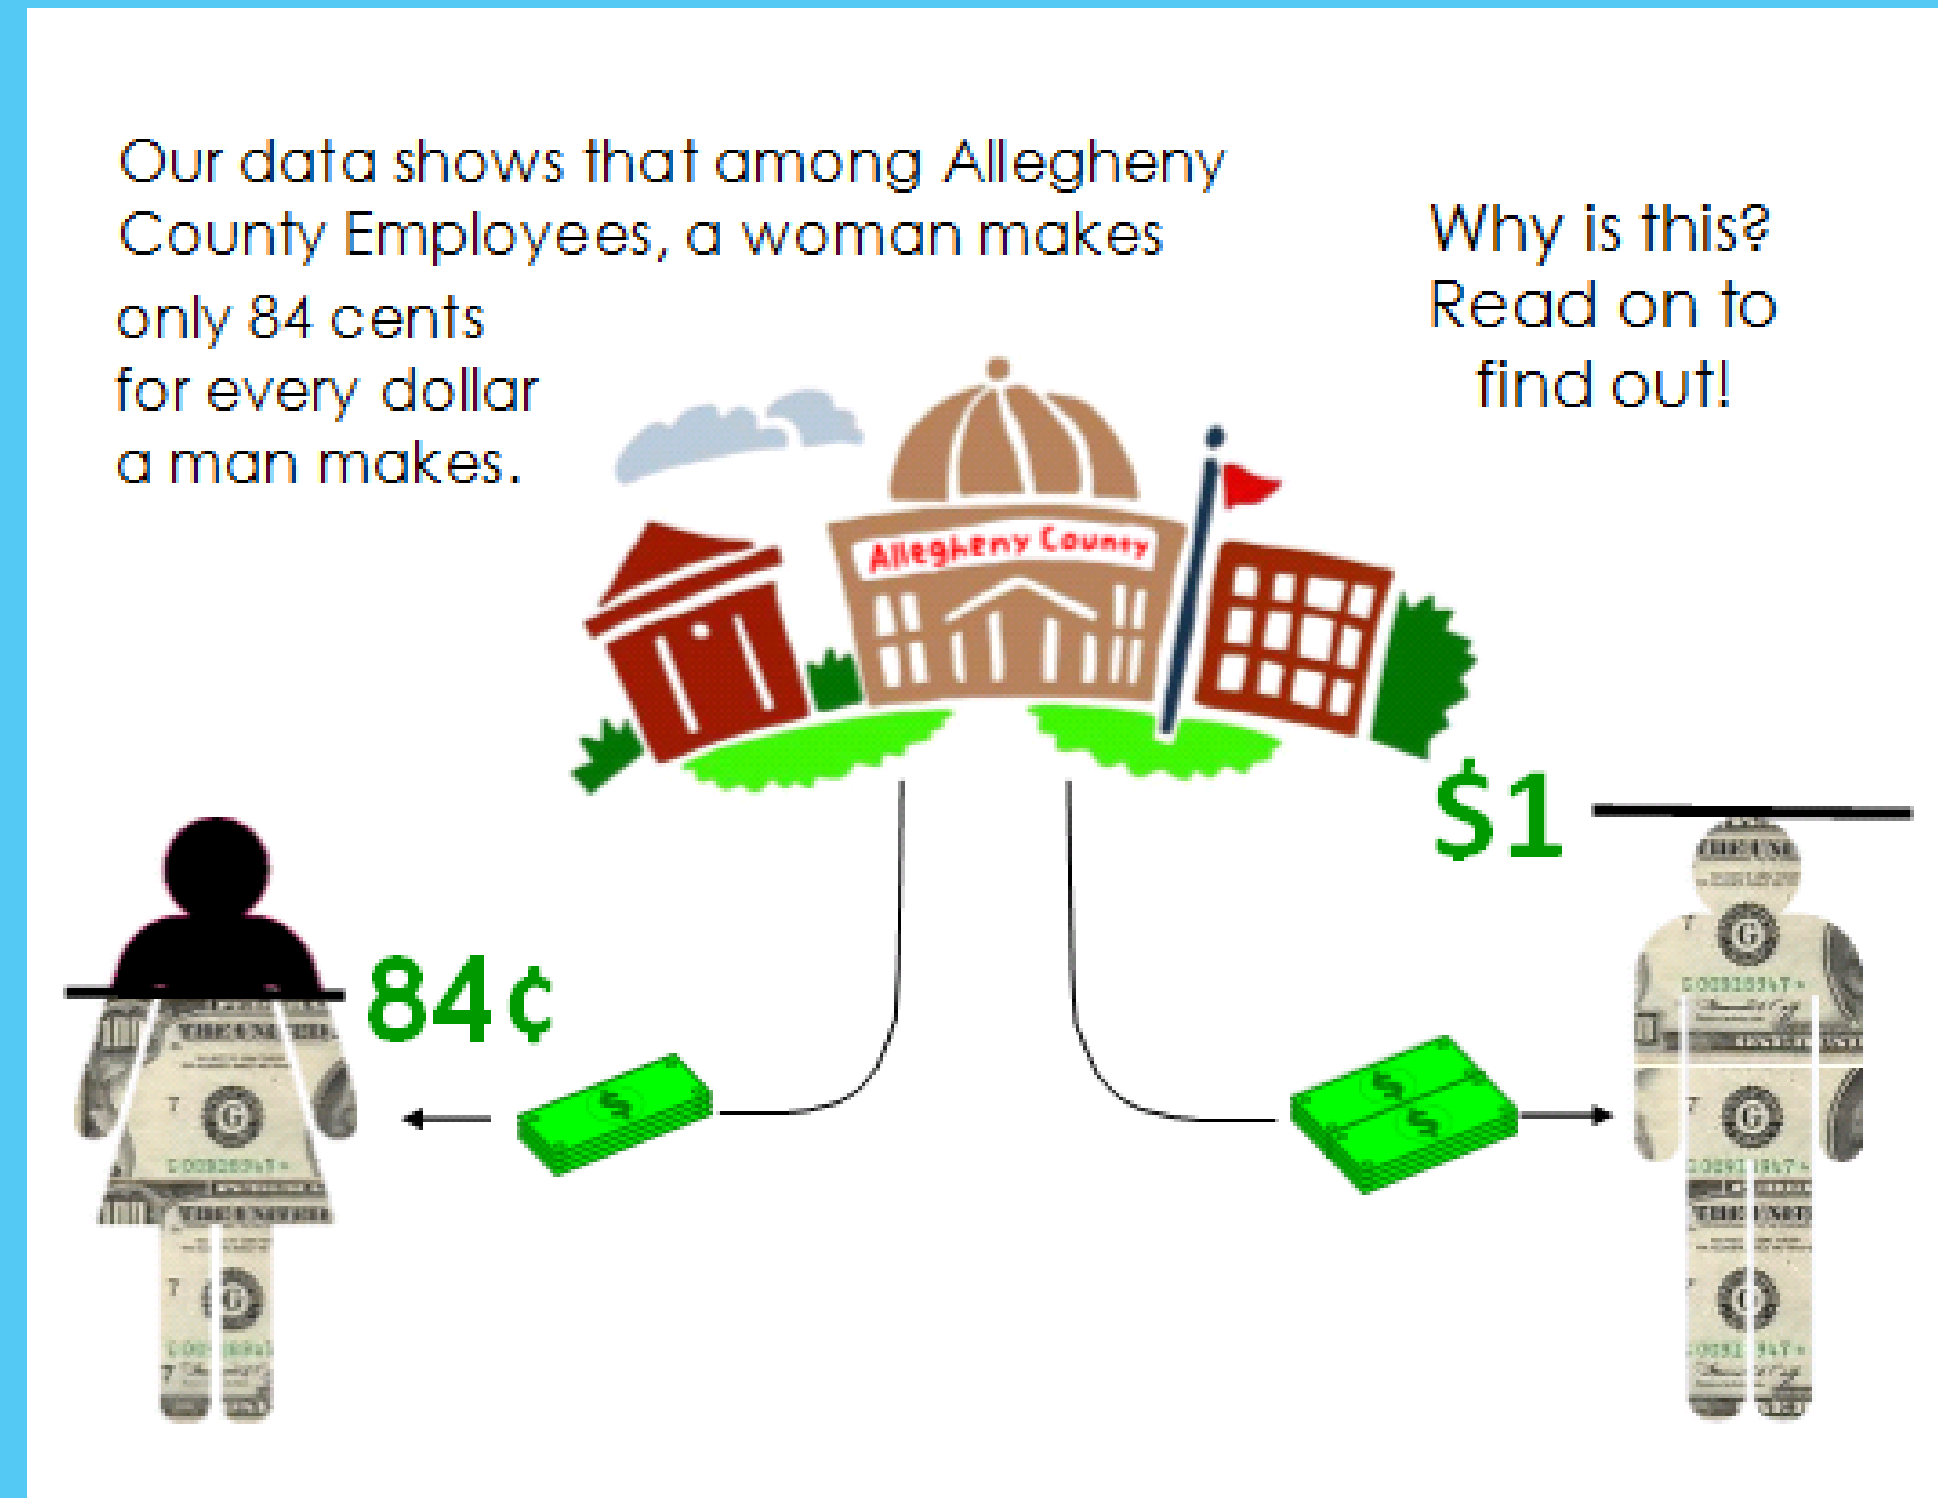 Our data shows that among Allegheny
County Employees, a woman makes
only 84 cents
for every dollar
a man makes.
Why is this?
Read on to
find out!
Allegheny County
$1
84¢